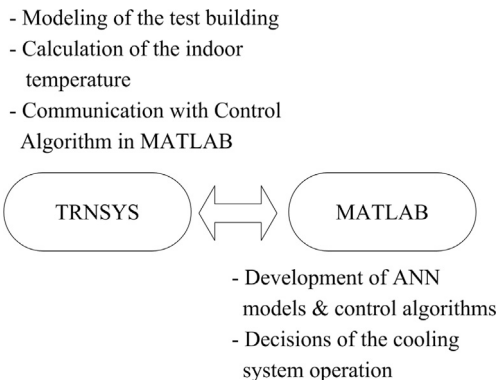 - Modeling of the test building
- Calculation of the indoor
temperature
- Communication with Control
Algorithm in MATLAB
TRNSYS
MATLAB
- Development of ANN
models & control algorithms
- Decisions of the cooling
system operation